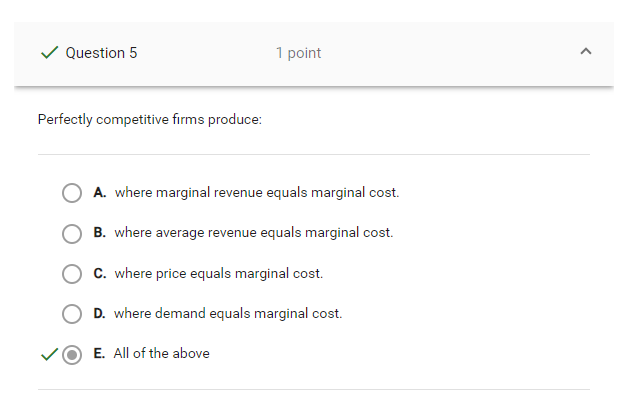 Question 5 1 point
Perfectly competitive firms produce:
A. where marginal revenue equals marginal cost.
B. where average revenue equals marginal cost.
C. where price equals marginal cost.
D. where demand equals marginal cost.
E. All of the above